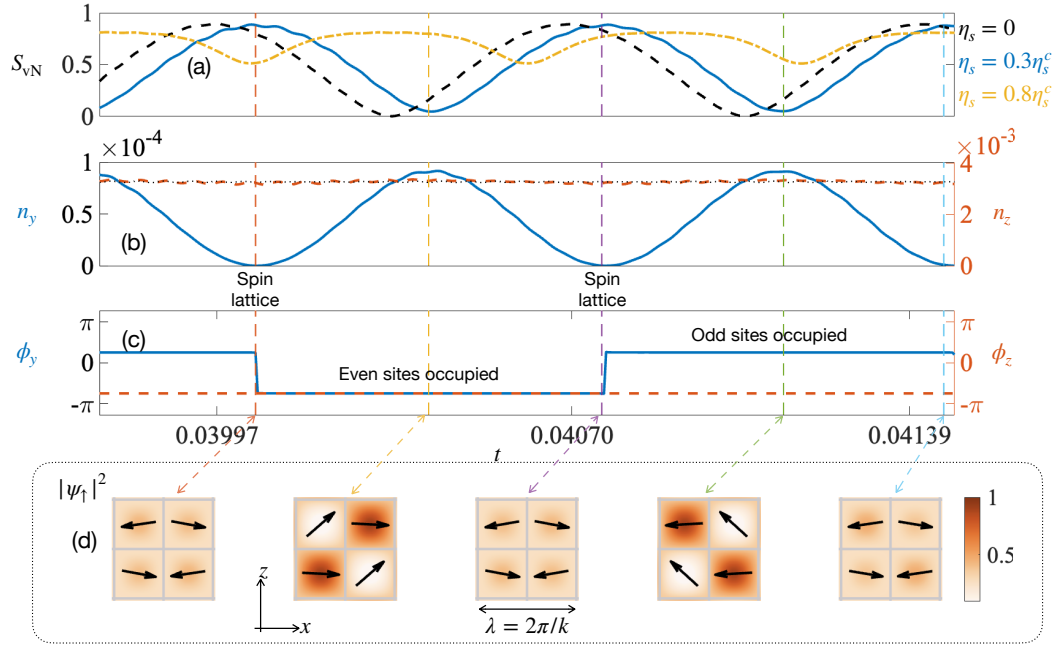 1
η_s = 0
S_vN
0.5
(a)
η_s = 0.3η_s^c
η_s = 0.8η_s^c
0
×10^-4
×10^-3
1
4
n_y
0.5
2
n_z
(b)
0
0
Spin
lattice
Spin
lattice
π
(c)
Odd sites occupied
π
ϕ_y
0
0
ϕ_z
Even sites occupied
-π
-π
0.03997
t
0.04070
0.04139
|ψ_↑|^2
1
(d)
0.5
z
x
λ = 2π/k